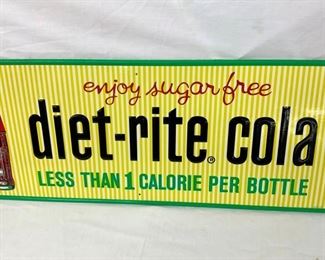 enjoy sugar free
diet-rite® cola
LESS THAN 1 CALORIE PER BOTTLE